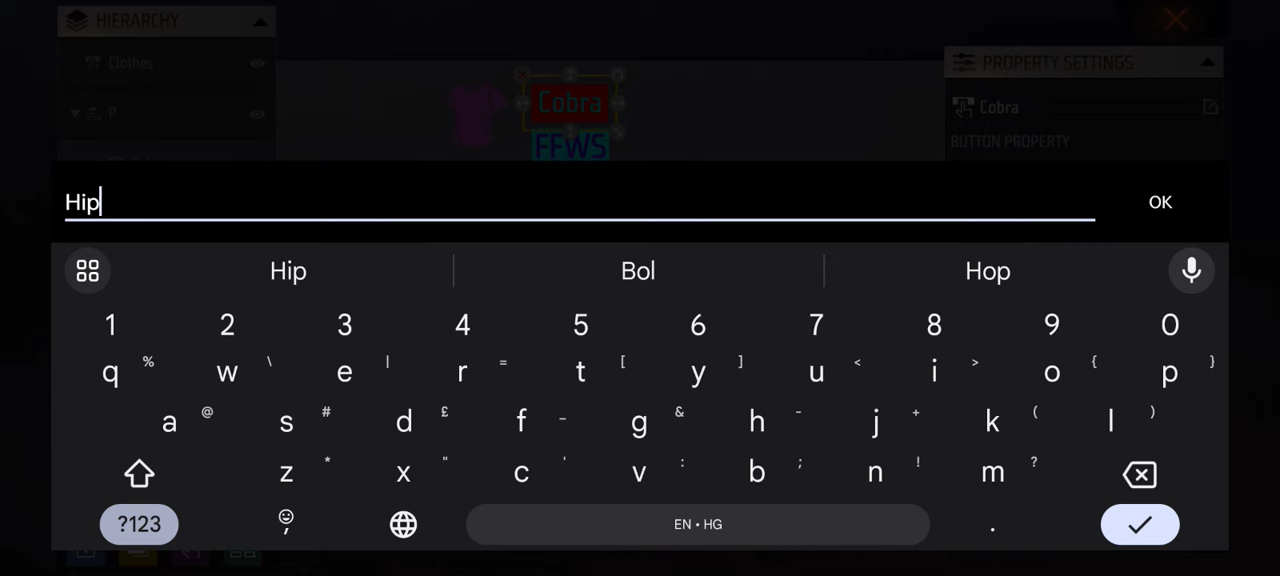 HIERARCHY
Clothes
P
Cobra
FFWS
PROPERTY SETTINGS
Cobra
BUTTON PROPERTY
Hip
OK
Hip Bol Hop
1 2 3 4 5 6 7 8 9 0
q % w \ e | r = t [ y ] u < i > o { p }
a @ s # d £ f _ g & h - j + k ( l )
z * x " c ' v : b ; n ! m ?
?123 , EN • HG .